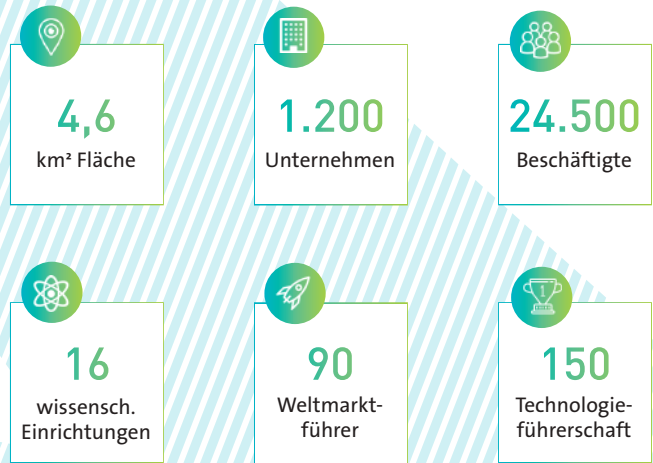 4,6
km² Fläche
1.200
Unternehmen
24.500
Beschäftigte
16
wissensch.
Einrichtungen
90
Weltmarkt-
führer
1
150
Technologie-
führerschaft